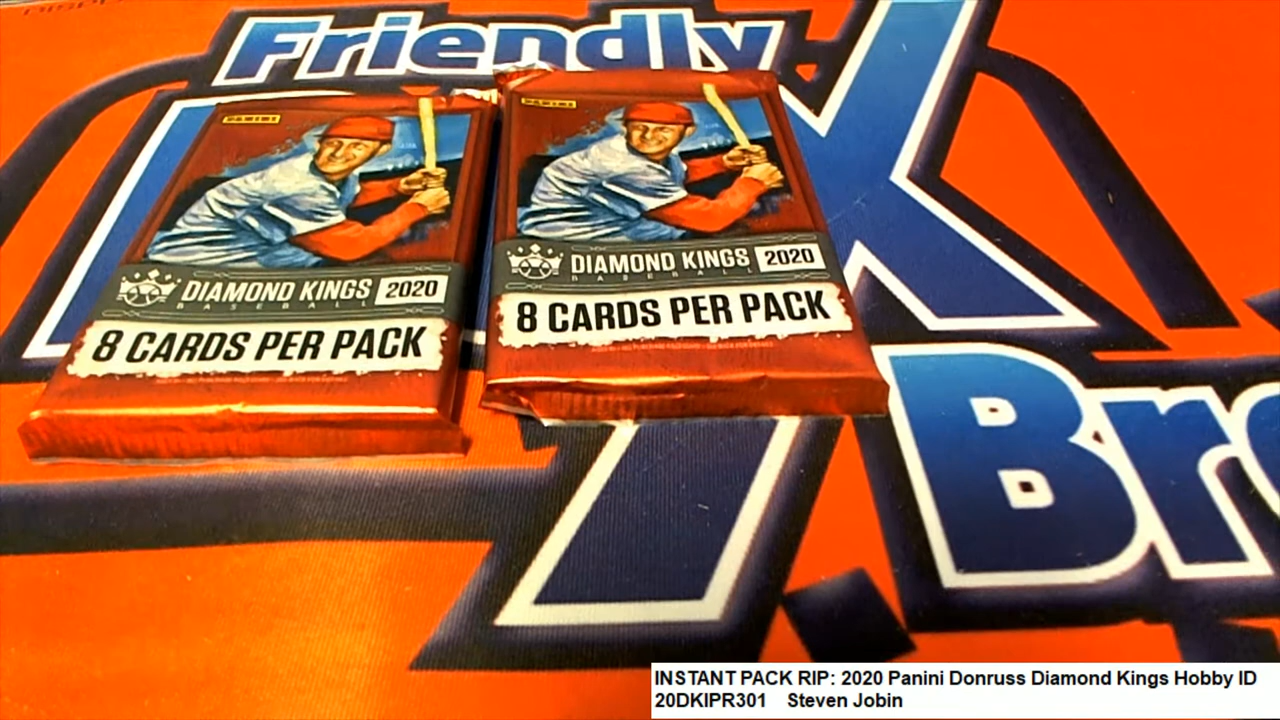 Friendly
Br
PANINI
DIAMOND KINGS 2020
BASEBALL
8 CARDS PER PACK
PANINI
DIAMOND KINGS 2020
BASEBALL
8 CARDS PER PACK
INSTANT PACK RIP: 2020 Panini Donruss Diamond Kings Hobby ID
20DKIPR301 Steven Jobin